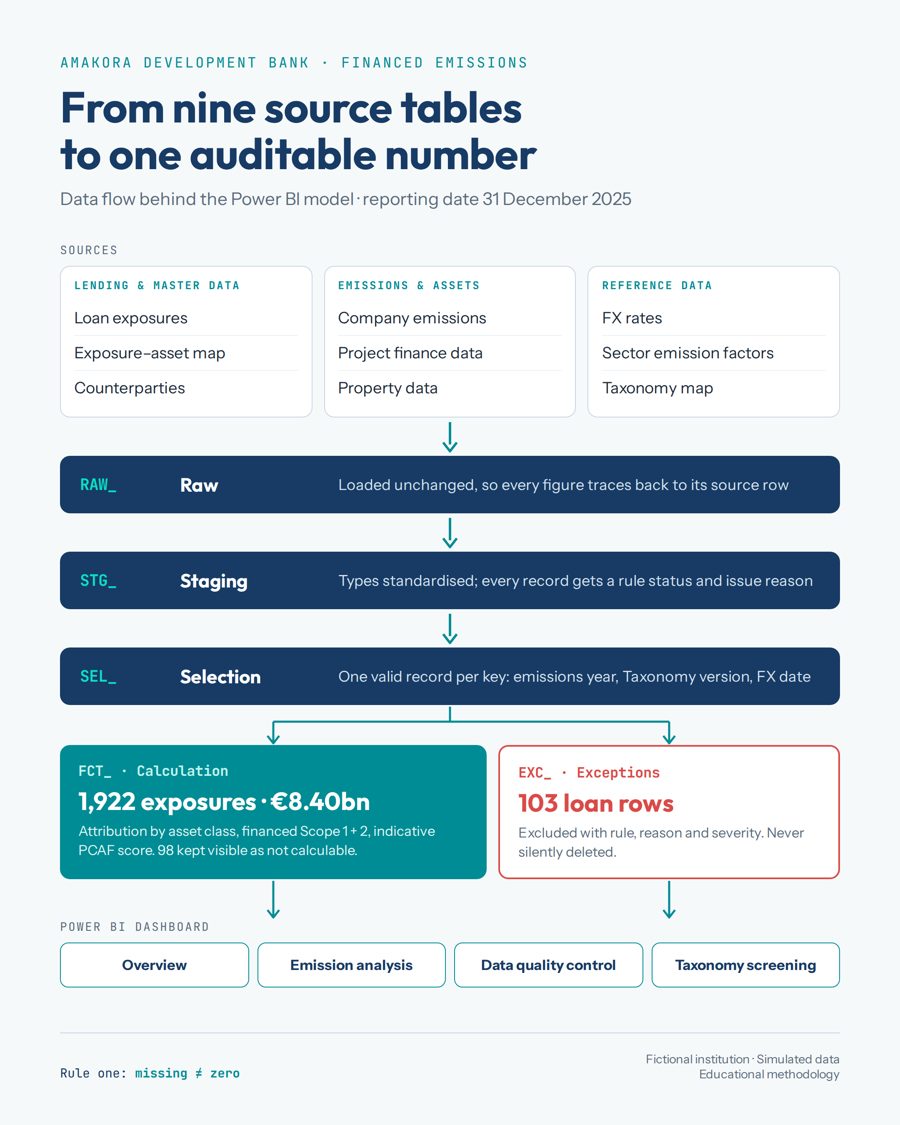 AMAKORA DEVELOPMENT BANK · FINANCED EMISSIONS
From nine source tables
to one auditable number
Data flow behind the Power BI model · reporting date 31 December 2025
SOURCES
LENDING & MASTER DATA
Loan exposures
Exposure–asset map
Counterparties
EMISSIONS & ASSETS
Company emissions
Project finance data
Property data
REFERENCE DATA
FX rates
Sector emission factors
Taxonomy map
RAW_ Raw Loaded unchanged, so every figure traces back to its source row
STG_ Staging Types standardised; every record gets a rule status and issue reason
SEL_ Selection One valid record per key: emissions year, Taxonomy version, FX date
FCT_ · Calculation
1,922 exposures · €8.40bn
Attribution by asset class, financed Scope 1 + 2, indicative
PCAF score. 98 kept visible as not calculable.
EXC_ · Exceptions
103 loan rows
Excluded with rule, reason and severity. Never
silently deleted.
POWER BI DASHBOARD
Overview
Emission analysis
Data quality control
Taxonomy screening
Rule one: missing ≠ zero
Fictional institution · Simulated data
Educational methodology